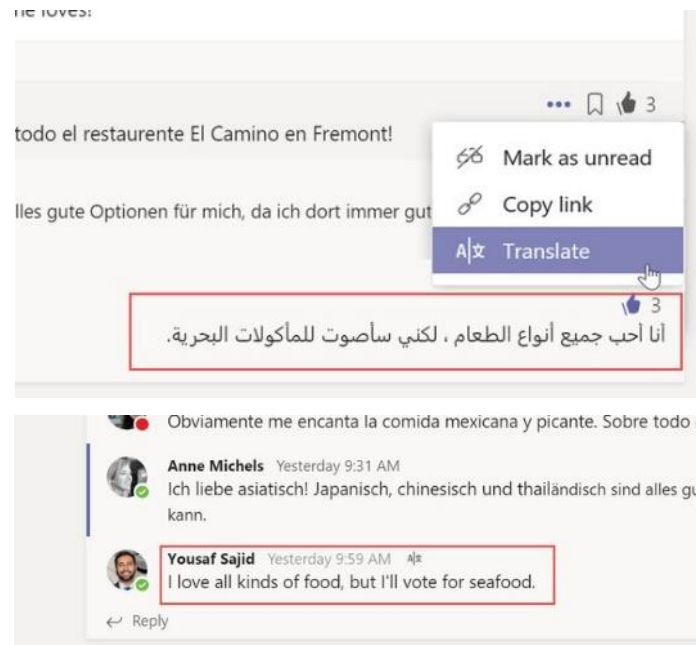 he loves!
3
todo el restaurente El Camino en Fremont!
Mark as unread
lles gute Optionen für mich, da ich dort immer gut
Copy link
Translate
3
أنا أحب جميع أنواع الطعام ، لكني سأصوت للمأكولات البحرية.
Obviamente me encanta la comida mexicana y picante. Sobre todo
Anne Michels Yesterday 9:31 AM
Ich liebe asiatisch! Japanisch, chinesisch und thailändisch sind alles gu
kann.
Yousaf Sajid Yesterday 9:59 AM
I love all kinds of food, but I'll vote for seafood.
Reply